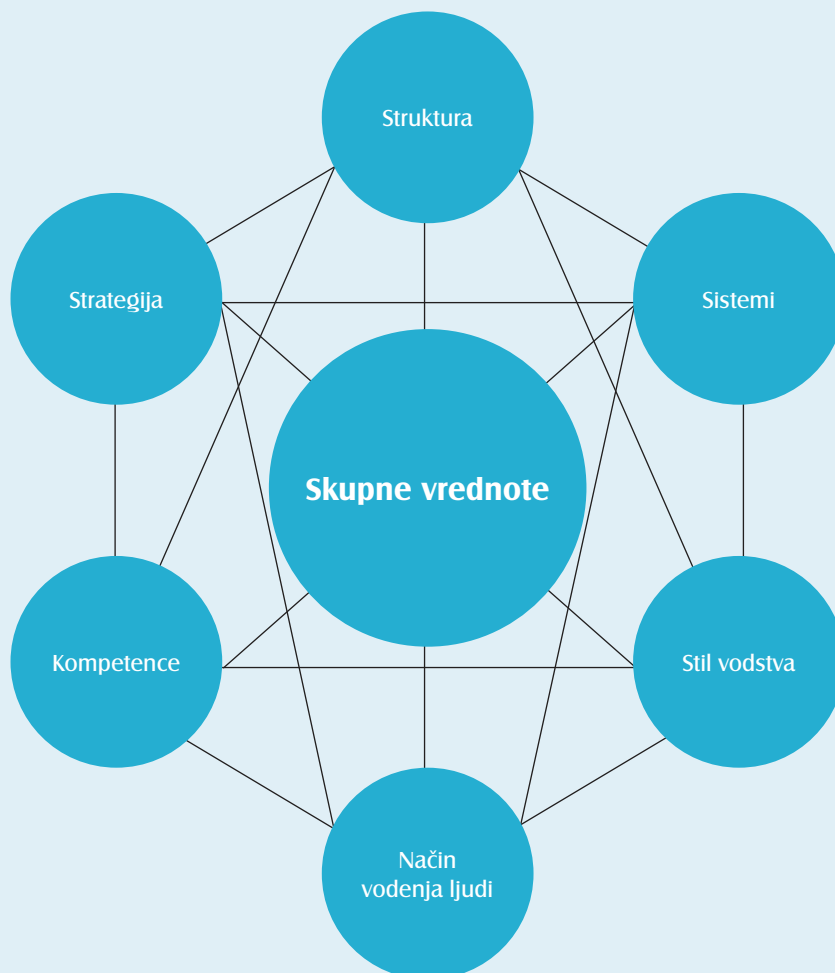 Struktura
Strategija
Sistemi
Skupne vrednote
Kompetence
Stil vodstva
Način
vodenja ljudi